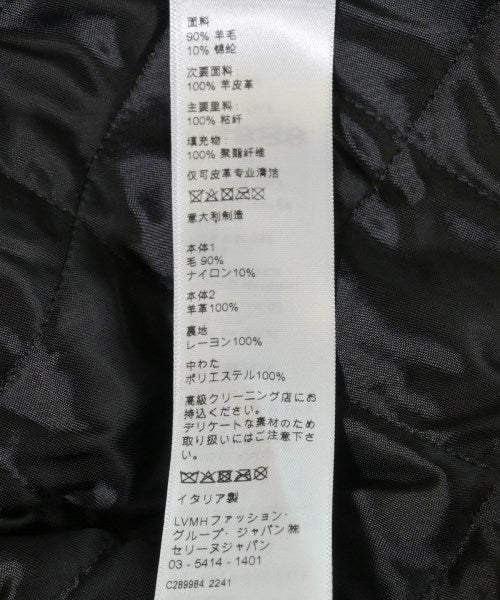 面料 :
90% 羊毛
10% 锦纶
次要面料 :
100% 羊皮革
主要里料 :
100% 粘纤
填充物 :
100% 聚酯纤维
仅可皮革专业清洁
意大利制造
本体1
毛 90%
ナイロン10%
本体2
羊革100%
裏地
レーヨン100%
中わた
ポリエステル100%
高級クリーニング店にお
持込ください。
デリケートな素材のため
取り扱いにはご注意下さ
い。
イタリア製
LVMHファッション・
グループ・ジャパン㈱
セリーヌジャパン
03 - 5414 - 1401
C289984 2241